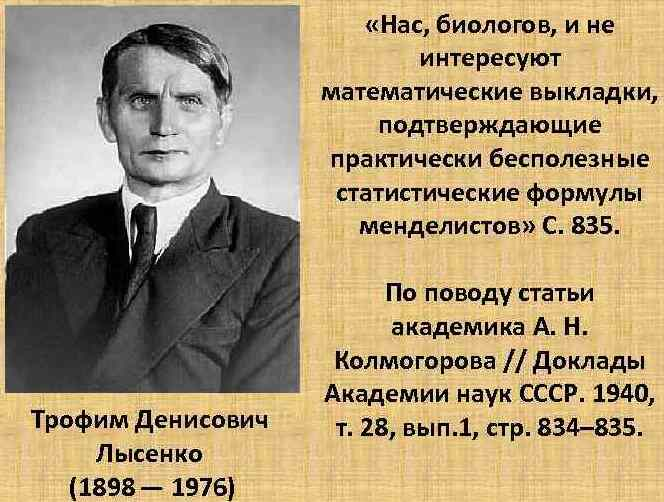 «Нас, биологов, и не
интересуют
математические выкладки,
подтверждающие
практически бесполезные
статистические формулы
менделистов» С. 835.
По поводу статьи
академика А. Н.
Колмогорова // Доклады
Академии наук СССР. 1940,
т. 28, вып.1, стр. 834–835.
Трофим Денисович
Лысенко
(1898 — 1976)